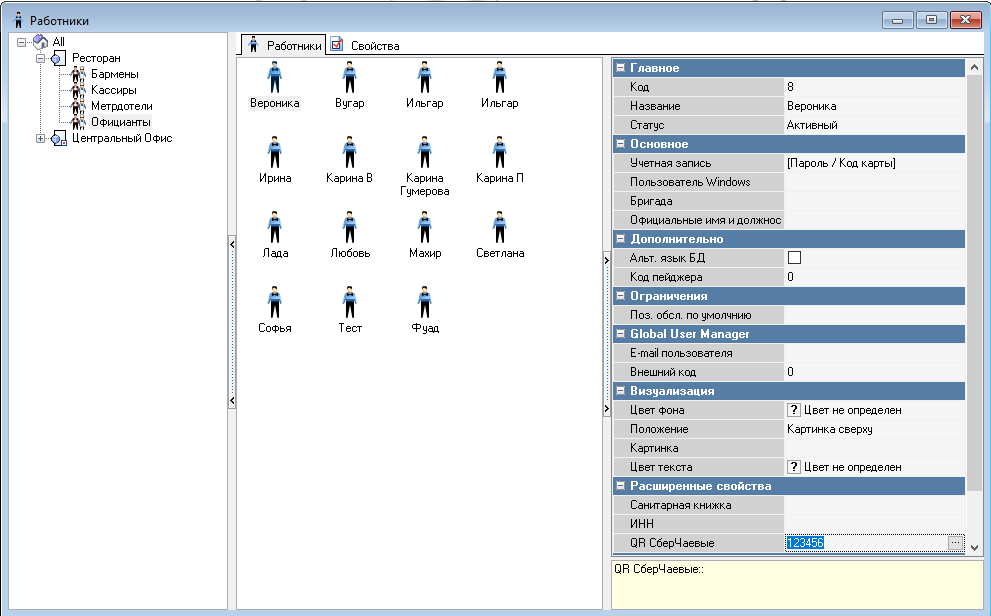 Работники
All
Ресторан
Бармены
Кассиры
Метрдотели
Официанты
Центральный Офис
Работники
Свойства
Вероника
Вугар
Ильгар
Ильгар
Ирина
Карина В
Карина Гумерова
Карина П
Лада
Любовь
Махир
Светлана
Софья
Тест
Фуад
Главное
Код 8
Название Вероника
Статус Активный
Основное
Учетная запись [Пароль / Код карты]
Пользователь Windows
Бригада
Официальные имя и должнос
Дополнительно
Альт. язык БД
Код пейджера 0
Ограничения
Поз. обсл. по умолчнию
Global User Manager
E-mail пользователя
Внешний код 0
Визуализация
Цвет фона ? Цвет не определен
Положение Картинка сверху
Картинка
Цвет текста ? Цвет не определен
Расширенные свойства
Санитарная книжка
ИНН
QR СберЧаевые 123456 ...
QR СберЧаевые::